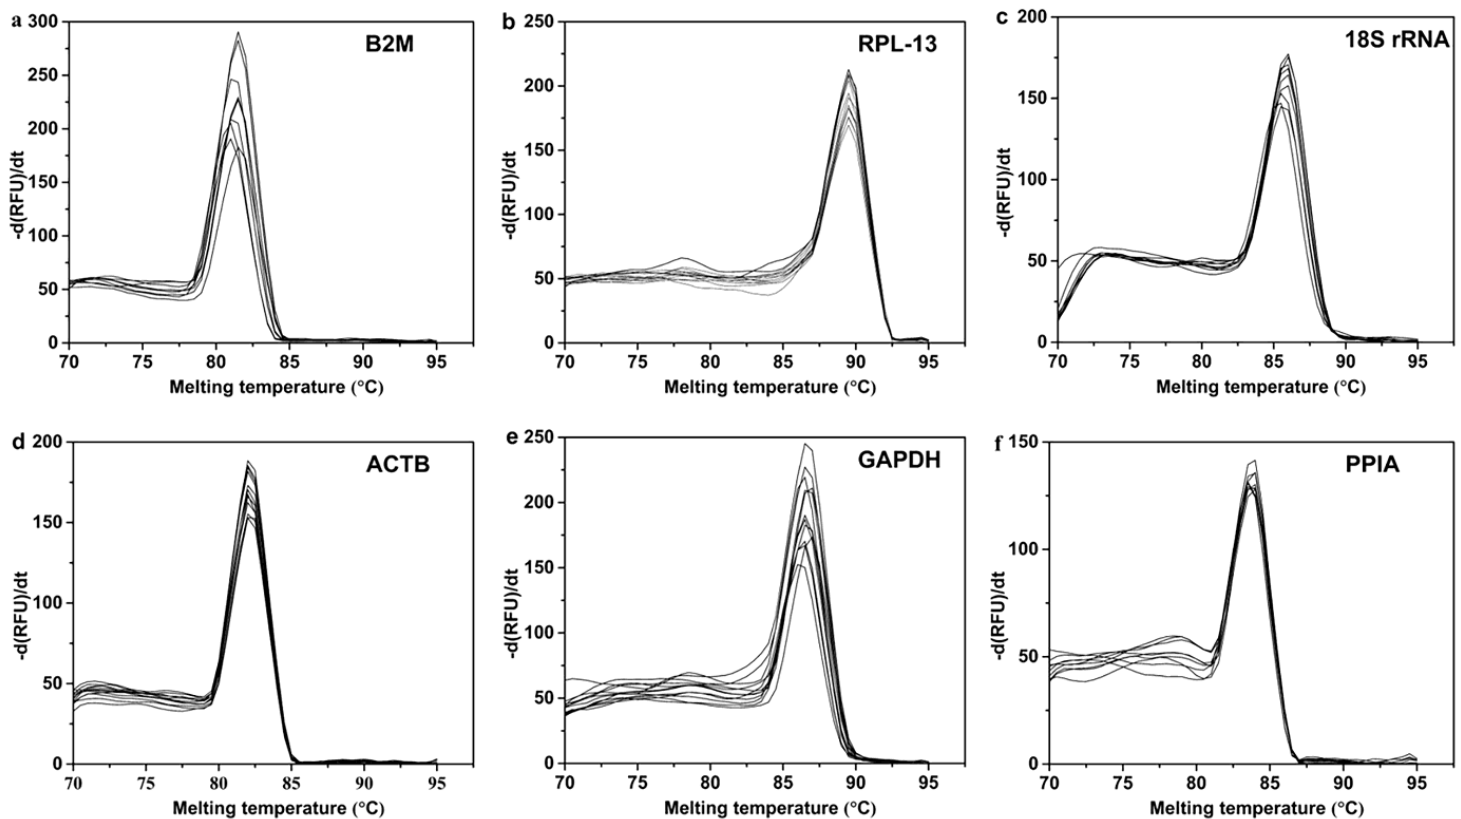 a
B2M
300
250
200
150
100
50
0
70 75 80 85 90 95
-d(RFU)/dt
Melting temperature (°C)
b
RPL-13
250
200
150
100
50
0
70 75 80 85 90 95
-d(RFU)/dt
Melting temperature (°C)
c
18S rRNA
200
150
100
50
0
70 75 80 85 90 95
-d(RFU)/dt
Melting temperature (°C)
d
ACTB
200
150
100
50
0
70 75 80 85 90 95
-d(RFU)/dt
Melting temperature (°C)
e
GAPDH
250
200
150
100
50
0
70 75 80 85 90 95
-d(RFU)/dt
Melting temperature (°C)
f
PPIA
150
100
50
0
70 75 80 85 90 95
-d(RFU)/dt
Melting temperature (°C)